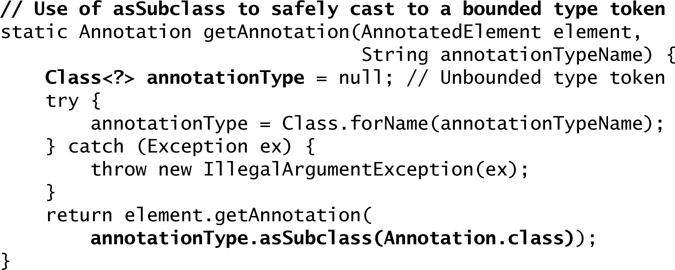 // Use of asSubclass to safely cast to a bounded type token
static Annotation getAnnotation(AnnotatedElement element,
                                String annotationTypeName) {
    Class<?> annotationType = null; // Unbounded type token
    try {
        annotationType = Class.forName(annotationTypeName);
    } catch (Exception ex) {
        throw new IllegalArgumentException(ex);
    }
    return element.getAnnotation(
        annotationType.asSubclass(Annotation.class));
}